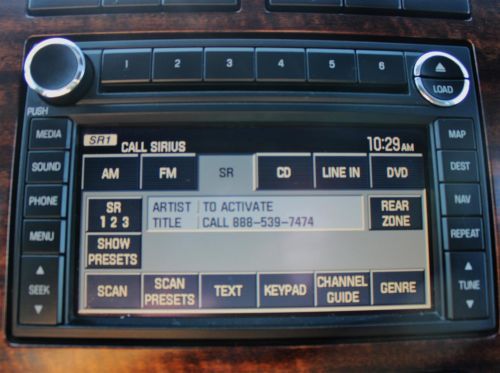 1 2 3 4 5 6
LOAD
PUSH
MEDIA
SOUND
PHONE
MENU
SEEK
SR1 CALL SIRIUS 10:29 AM
AM FM SR CD LINE IN DVD
SR
1 2 3
ARTIST TO ACTIVATE
TITLE CALL 888-539-7474
REAR
ZONE
SHOW
PRESETS
SCAN
SCAN
PRESETS
TEXT
KEYPAD
CHANNEL
GUIDE
GENRE
MAP
DEST
NAV
REPEAT
TUNE